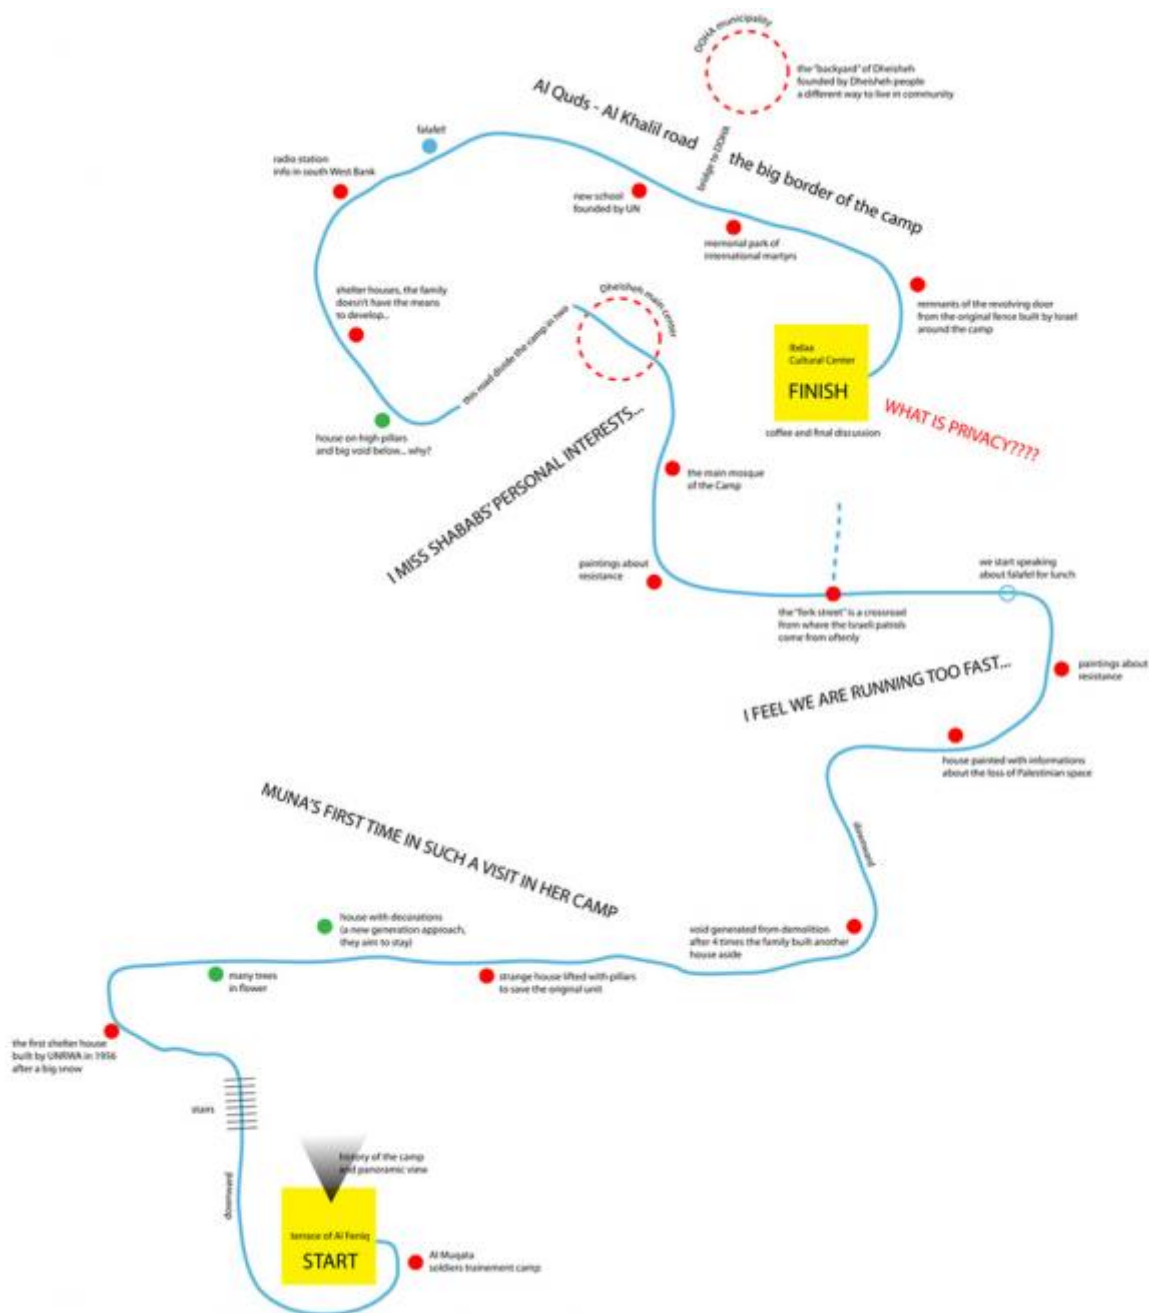 DOHA municipality
the "backyard" of Dheisheh
founded by Dheisheh people
a different way to live in community
Al Quds - Al Khalil road
bridge to DOHA
the big border of the camp
falafel!
radio station
info in south West Bank
new school
founded by UN
memorial park of
international martyrs
shelter houses, the family
doesn't have the means
to develop...
Dheisheh main center
this road divide the camp in two
remnants of the revolving door
from the original fence built by Israel
around the camp
Ibdaa
Cultural Center
FINISH
coffee and final discussion
WHAT IS PRIVACY????
house on high pillars
and big void below... why?
I MISS SHABABS' PERSONAL INTERESTS...
the main mosque
of the Camp
paintings about
resistance
the "fork street" is a crossroad
from where the Israeli patrols
come from oftenly
we start speaking
about falafel for lunch
paintings about
resistance
I FEEL WE ARE RUNNING TOO FAST...
house painted with informations
about the loss of Palestinian space
downward
MUNA'S FIRST TIME IN SUCH A VISIT IN HER CAMP
house with decorations
(a new generation approach,
they aim to stay)
void generated from demolition
after 4 times the family built another
house aside
many trees
in flower
strange house lifted with pillars
to save the original unit
the first shelter house
built by UNRWA in 1956
after a big snow
stairs
downward
history of the camp
and panoramic view
terrace of Al Feniq
START
Al Muqata
soldiers trainement camp